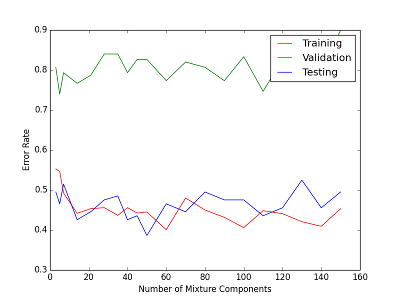 0.9
0.8
0.7
0.6
0.5
0.4
0.3
Error Rate
Training
Validation
Testing
0 20 40 60 80 100 120 140 160
Number of Mixture Components